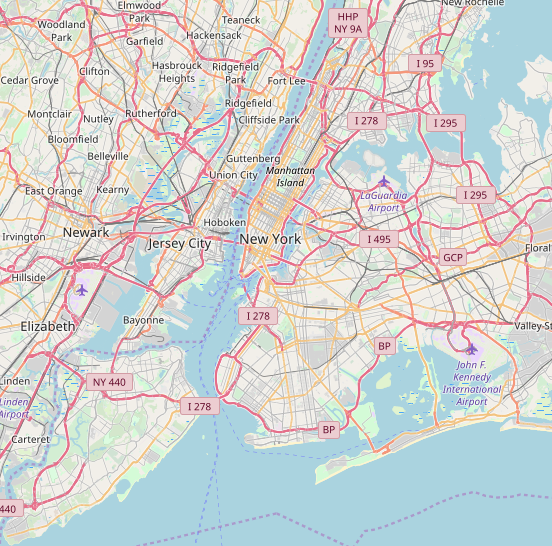 Elmwood
Park
New Rochelle
Woodland
Park
Teaneck
HHP
NY 9A
Garfield
Hackensack
I 95
Cedar Grove
Clifton
Hasbrouck
Heights
Ridgefield
Park
Fort Lee
Ridgefield
Montclair
Nutley
Rutherford
Cliffside Park
I 278
I 295
Bloomfield
Belleville
Guttenberg
Union City
Manhattan
Island
East Orange
Kearny
LaGuardia
Airport
I 295
Hoboken
Newark
Irvington
Jersey City
New York
I 495
Floral
GCP
Hillside
Bayonne
I 278
Elizabeth
Valley St
BP
John F.
Kennedy
International
Airport
Linden
NY 440
Linden
Airport
I 278
BP
Carteret
440